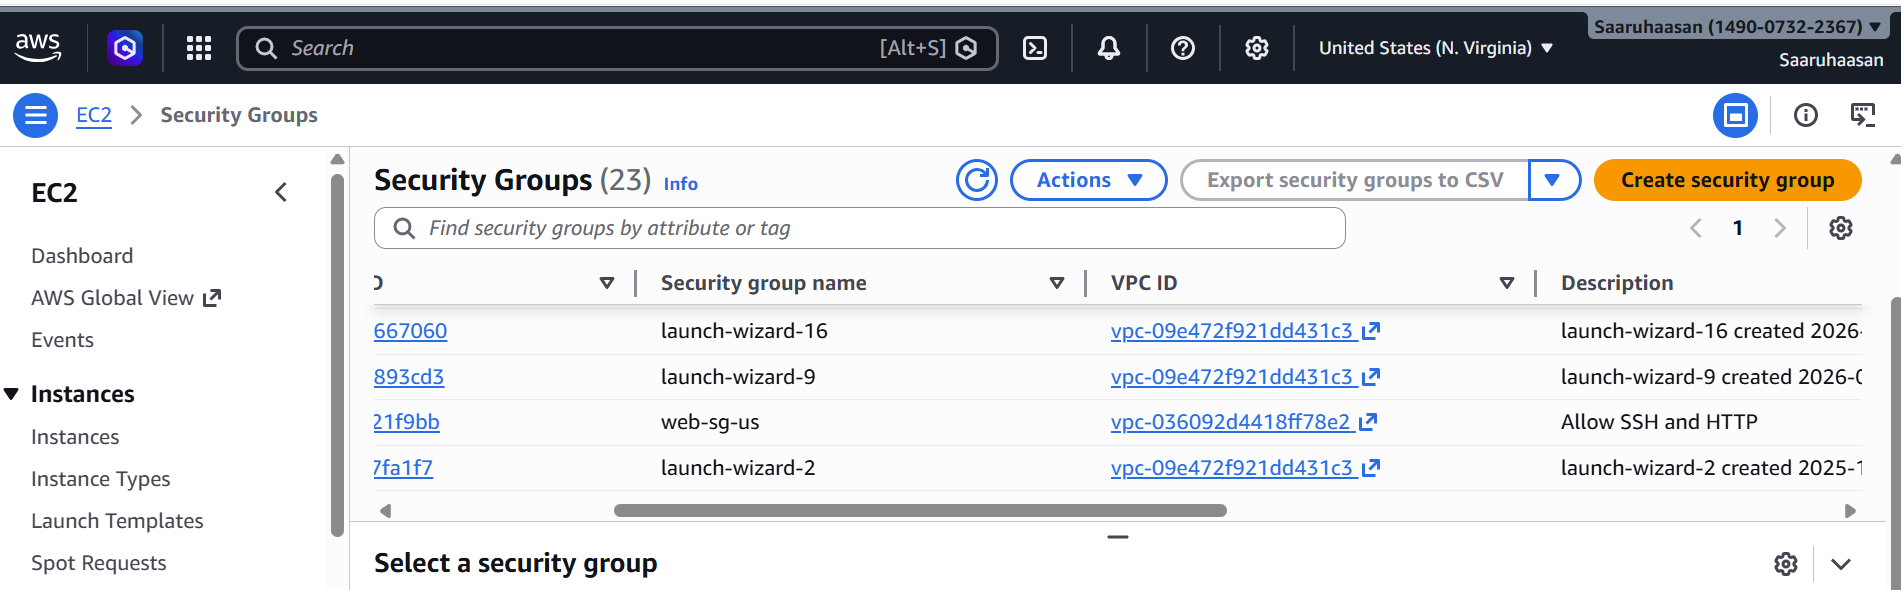 aws
Search [Alt+S]
United States (N. Virginia)
Saaruhaasan (1490-0732-2367)
Saaruhaasan
EC2 Security Groups
EC2
Dashboard
AWS Global View
Events
Instances
Instances
Instance Types
Launch Templates
Spot Requests
Security Groups (23) Info
Actions
Export security groups to CSV
Create security group
Find security groups by attribute or tag
1
D Security group name VPC ID Description
667060 launch-wizard-16 vpc-09e472f921dd431c3 launch-wizard-16 created 2026-
893cd3 launch-wizard-9 vpc-09e472f921dd431c3 launch-wizard-9 created 2026-0
21f9bb web-sg-us vpc-036092d4418ff78e2 Allow SSH and HTTP
7fa1f7 launch-wizard-2 vpc-09e472f921dd431c3 launch-wizard-2 created 2025-1
Select a security group